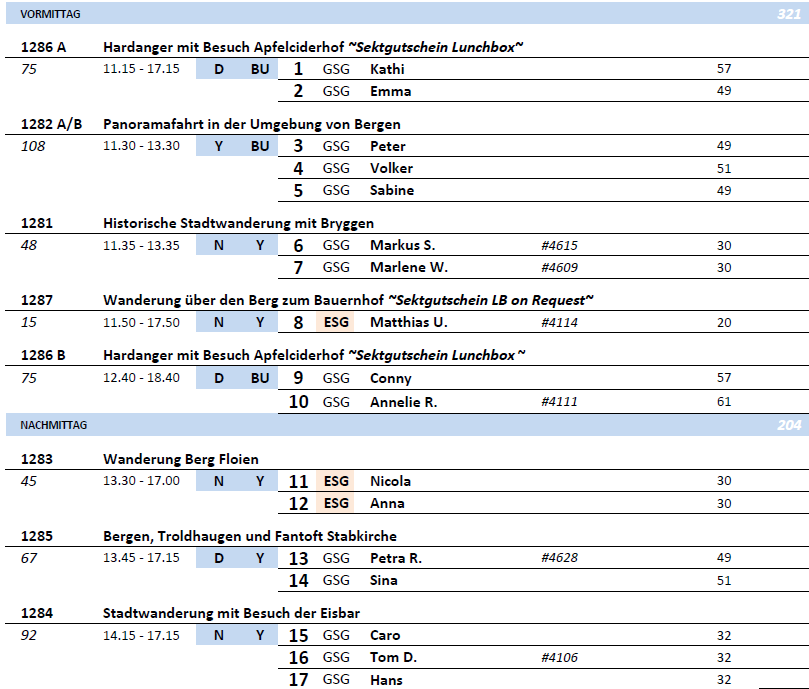 VORMITTAG 321
1286 A Hardanger mit Besuch Apfelciderhof ~Sektgutschein Lunchbox~
75 11.15 - 17.15 D BU 1 GSG Kathi 57
2 GSG Emma 49
1282 A/B Panoramafahrt in der Umgebung von Bergen
108 11.30 - 13.30 Y BU 3 GSG Peter 49
4 GSG Volker 51
5 GSG Sabine 49
1281 Historische Stadtwanderung mit Bryggen
48 11.35 - 13.35 N Y 6 GSG Markus S. #4615 30
7 GSG Marlene W. #4609 30
1287 Wanderung über den Berg zum Bauernhof ~Sektgutschein LB on Request~
15 11.50 - 17.50 N Y 8 ESG Matthias U. #4114 20
1286 B Hardanger mit Besuch Apfelciderhof ~Sektgutschein Lunchbox ~
75 12.40 - 18.40 D BU 9 GSG Conny 57
10 GSG Annelie R. #4111 61
NACHMITTAG 204
1283 Wanderung Berg Floien
45 13.30 - 17.00 N Y 11 ESG Nicola 30
12 ESG Anna 30
1285 Bergen, Troldhaugen und Fantoft Stabkirche
67 13.45 - 17.15 D Y 13 GSG Petra R. #4628 49
14 GSG Sina 51
1284 Stadtwanderung mit Besuch der Eisbar
92 14.15 - 17.15 N Y 15 GSG Caro 32
16 GSG Tom D. #4106 32
17 GSG Hans 32